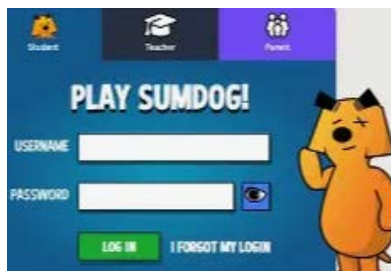 Student Teacher Parent
PLAY SUMDOG!
USERNAME
PASSWORD
LOG IN I FORGOT MY LOGIN